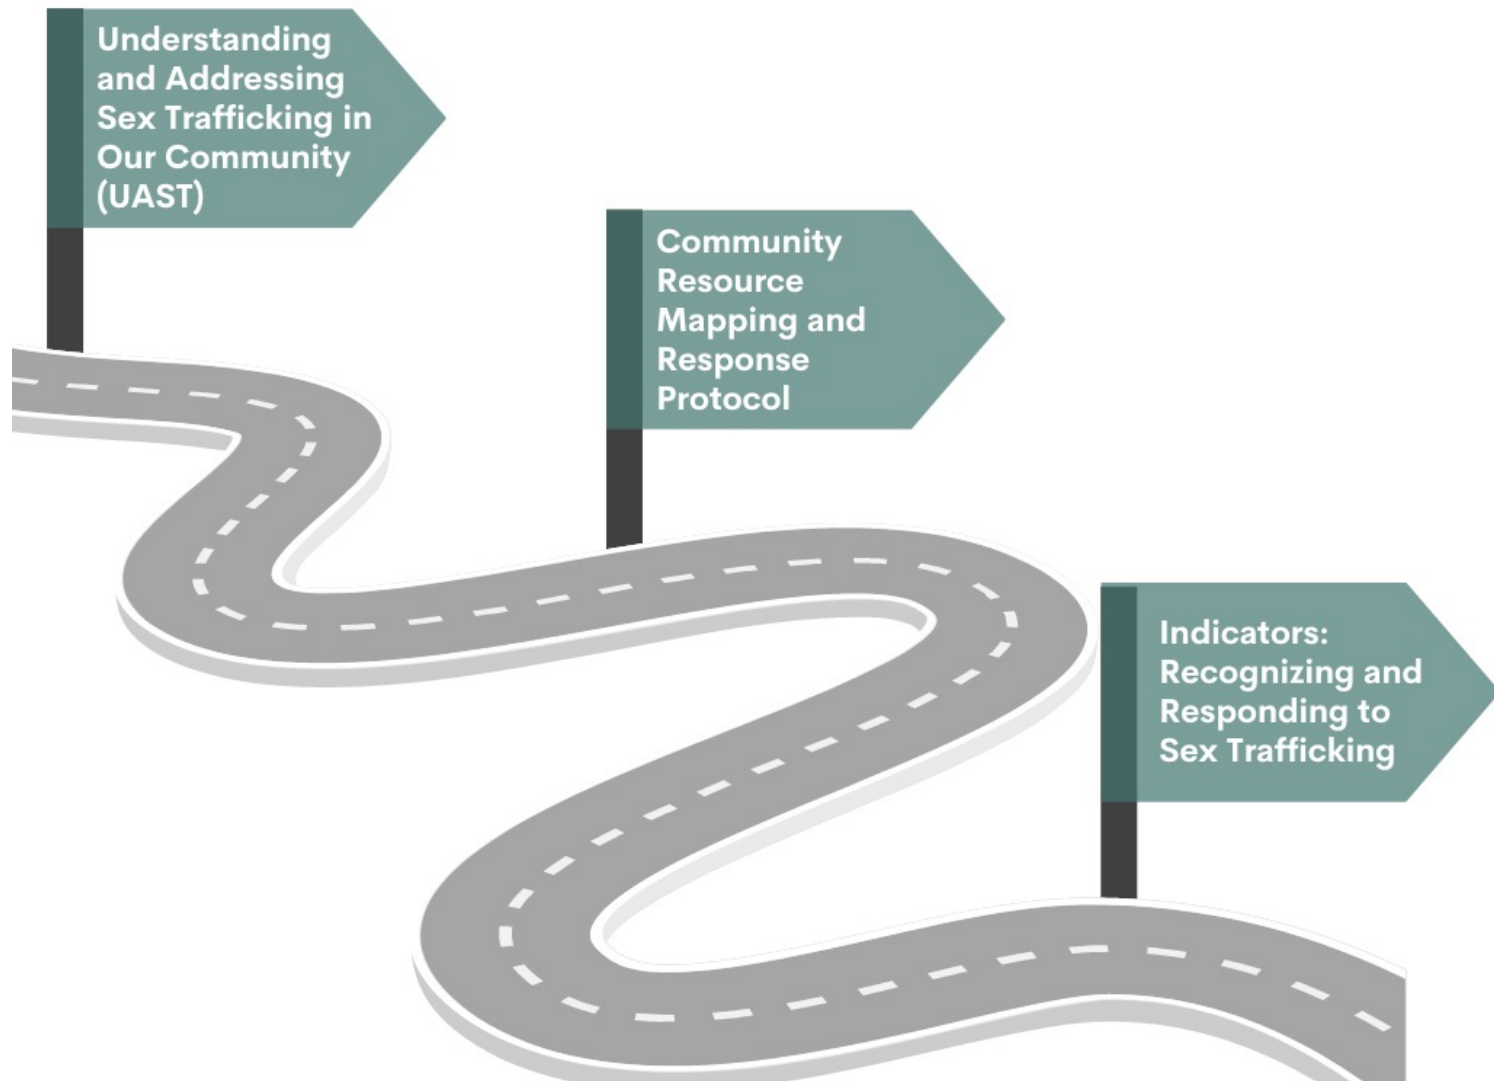 Understanding
and Addressing
Sex Trafficking in
Our Community
(UAST)
Community
Resource
Mapping and
Response
Protocol
Indicators:
Recognizing and
Responding to
Sex Trafficking